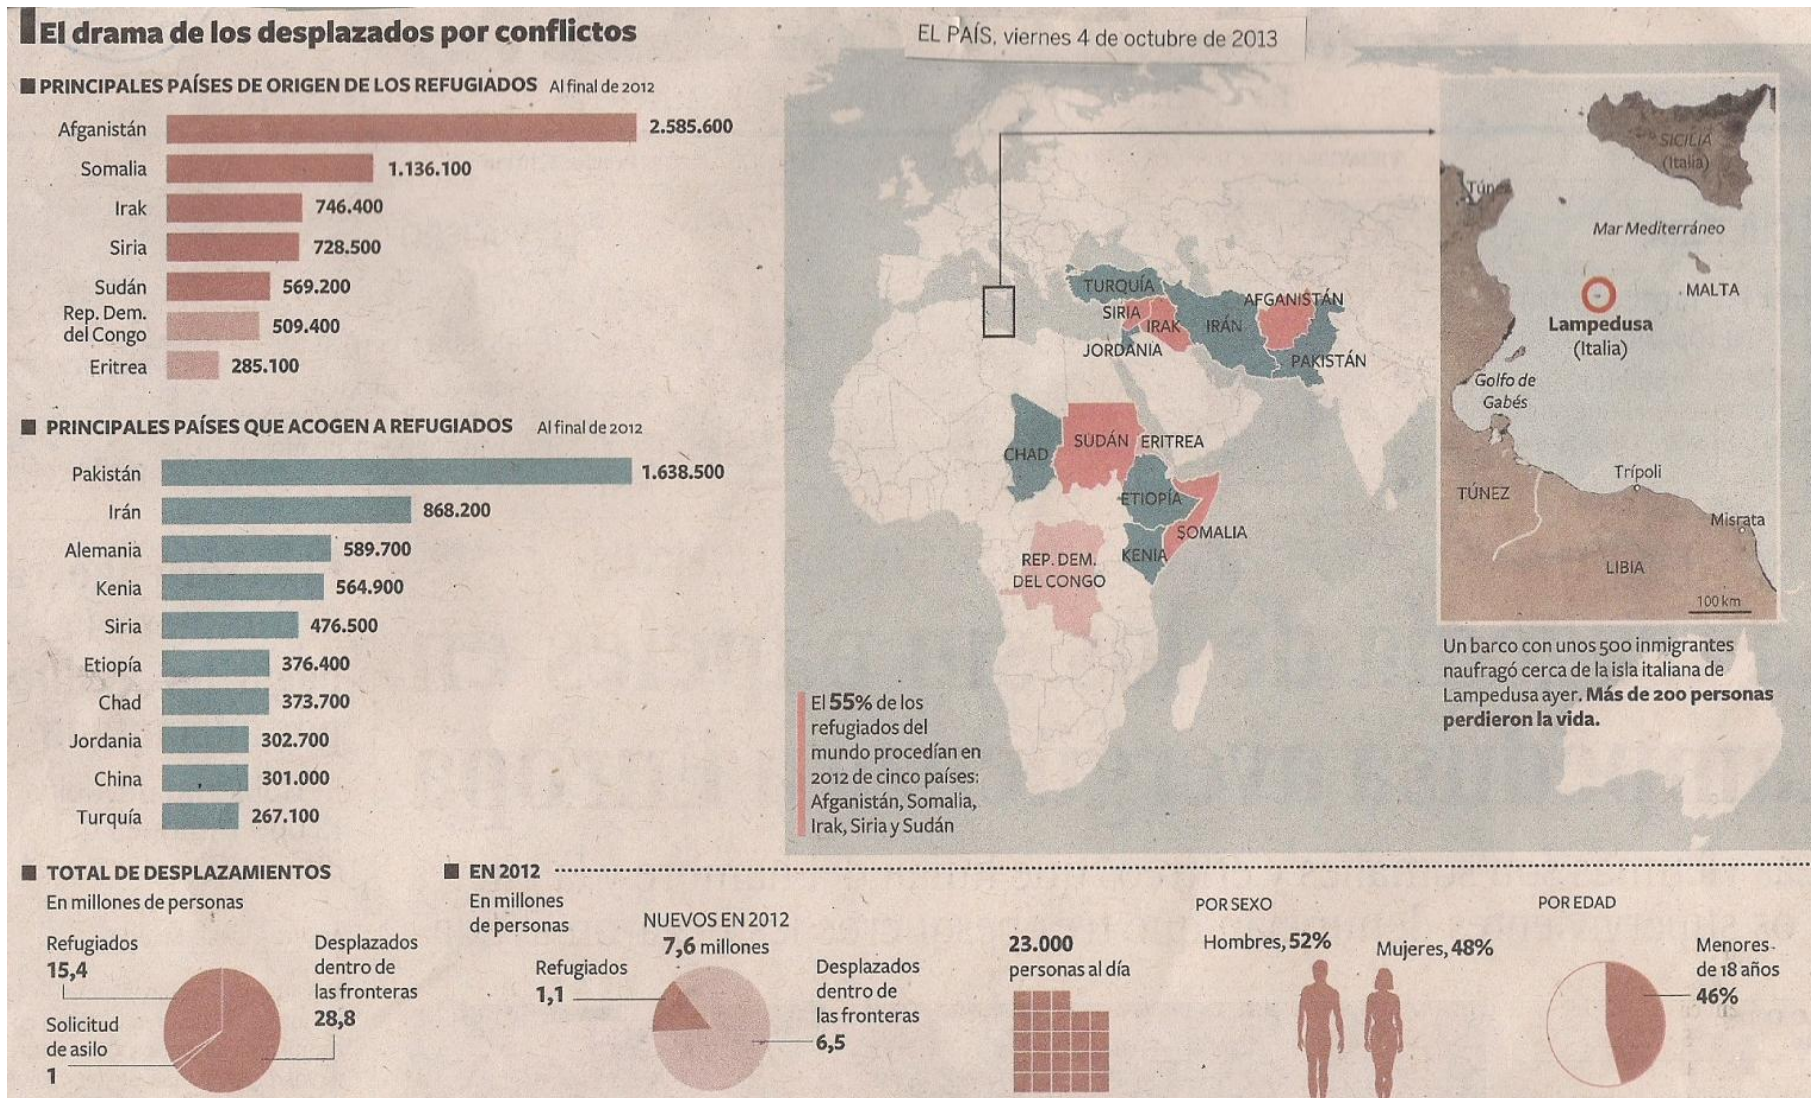 El drama de los desplazados por conflictos
EL PAÍS, viernes 4 de octubre de 2013
PRINCIPALES PAÍSES DE ORIGEN DE LOS REFUGIADOS Al final de 2012
Afganistán 2.585.600
Somalia 1.136.100
Irak 746.400
Siria 728.500
Sudán 569.200
Rep. Dem.
del Congo 509.400
Eritrea 285.100
PRINCIPALES PAÍSES QUE ACOGEN A REFUGIADOS Al final de 2012
Pakistán 1.638.500
Irán 868.200
Alemania 589.700
Kenia 564.900
Siria 476.500
Etiopía 376.400
Chad 373.700
Jordania 302.700
China 301.000
Turquía 267.100
TURQUÍA
SIRIA
IRAK
IRÁN
AFGANISTÁN
JORDANIA
PAKISTÁN
CHAD
SUDÁN
ERITREA
ETIOPÍA
SOMALIA
KENIA
REP. DEM.
DEL CONGO
El 55% de los
refugiados del
mundo procedían en
2012 de cinco países:
Afganistán, Somalia,
Irak, Siria y Sudán
SICILIA
(Italia)
Túnez
Mar Mediterráneo
MALTA
Lampedusa
(Italia)
Golfo de
Gabés
Trípoli
TÚNEZ
Misrata
LIBIA
100 km
Un barco con unos 500 inmigrantes
naufragó cerca de la isla italiana de
Lampedusa ayer. Más de 200 personas
perdieron la vida.
TOTAL DE DESPLAZAMIENTOS
En millones de personas
Refugiados
15,4
Solicitud
de asilo
1
Desplazados
dentro de
las fronteras
28,8
EN 2012
En millones
de personas
NUEVOS EN 2012
7,6 millones
Refugiados
1,1
Desplazados
dentro de
las fronteras
6,5
23.000
personas al día
POR SEXO
Hombres, 52%
Mujeres, 48%
POR EDAD
Menores
de 18 años
46%